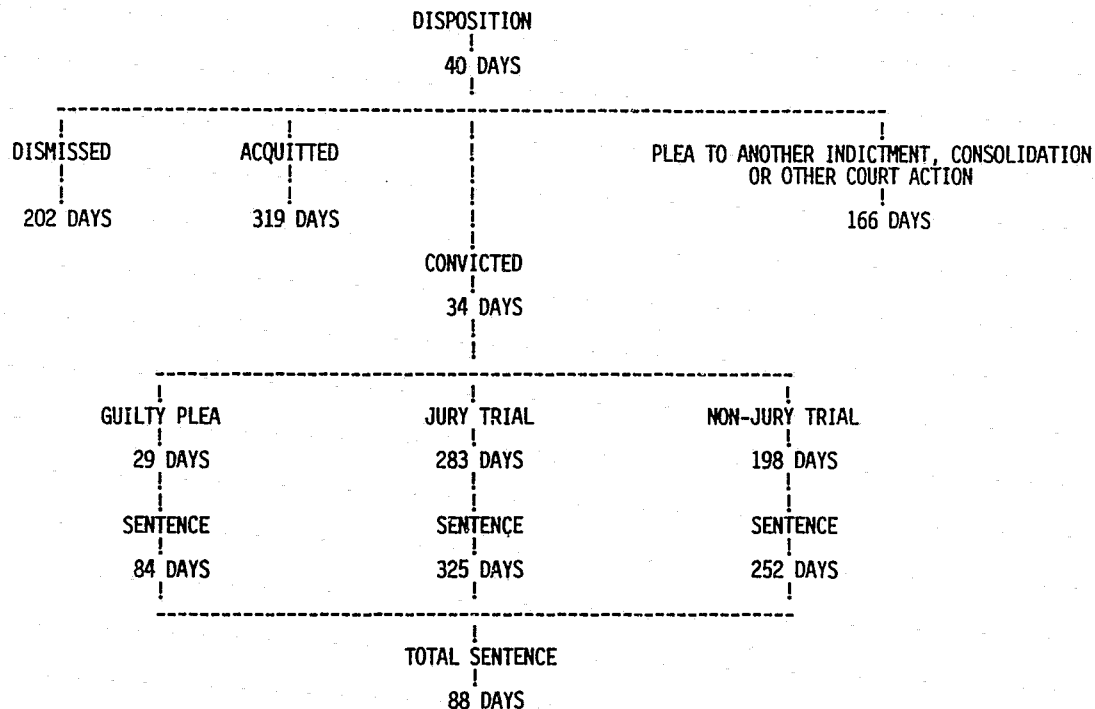 DISPOSITION
40 DAYS
DISMISSED ACQUITTED PLEA TO ANOTHER INDICTMENT, CONSOLIDATION
OR OTHER COURT ACTION
202 DAYS 319 DAYS 166 DAYS
CONVICTED
34 DAYS
GUILTY PLEA JURY TRIAL NON-JURY TRIAL
29 DAYS 283 DAYS 198 DAYS
SENTENCE SENTENCE SENTENCE
84 DAYS 325 DAYS 252 DAYS
TOTAL SENTENCE
88 DAYS